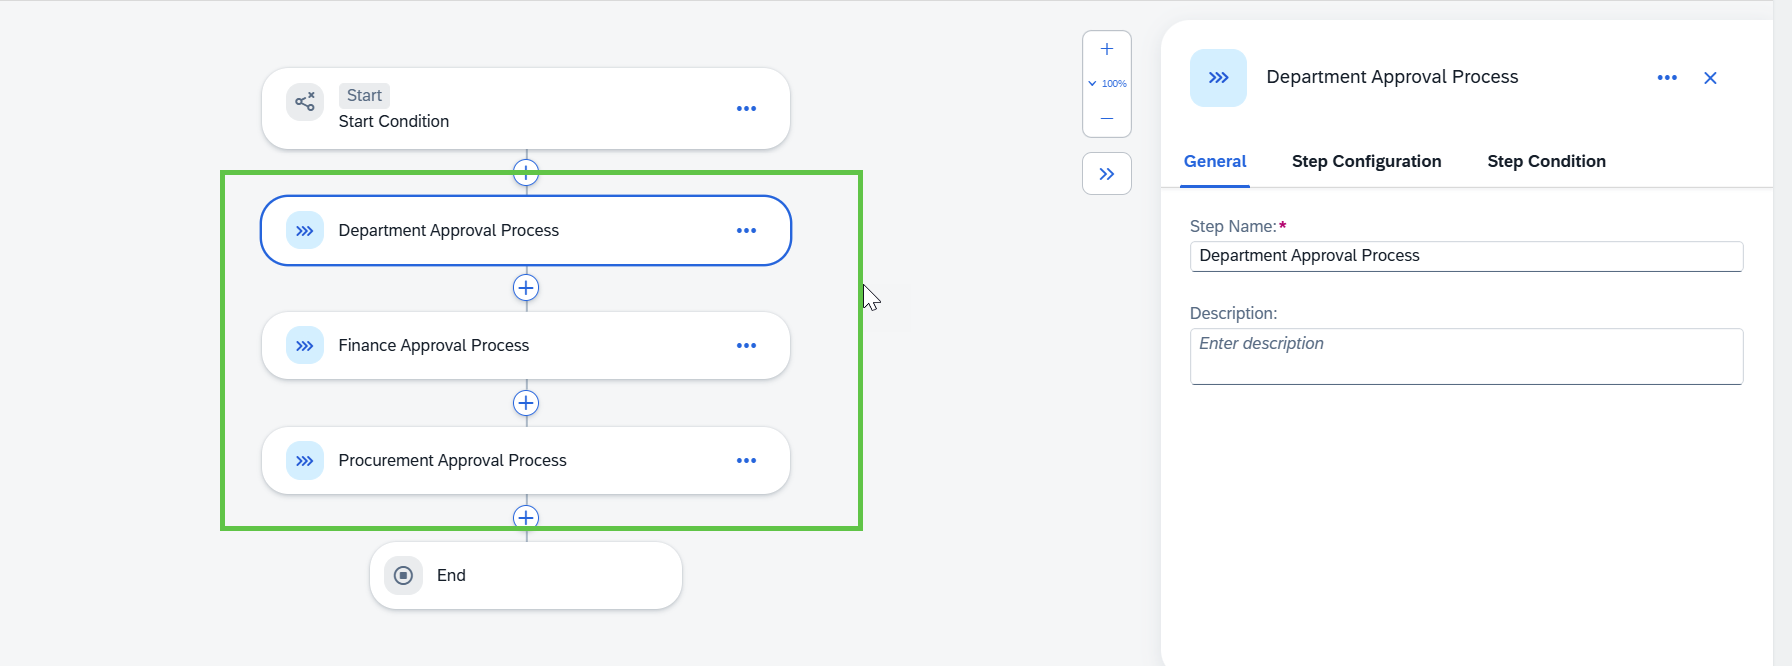 Start
Start Condition
Department Approval Process
Finance Approval Process
Procurement Approval Process
End
100%
Department Approval Process
General Step Configuration Step Condition
Step Name:*
Department Approval Process
Description:
Enter description